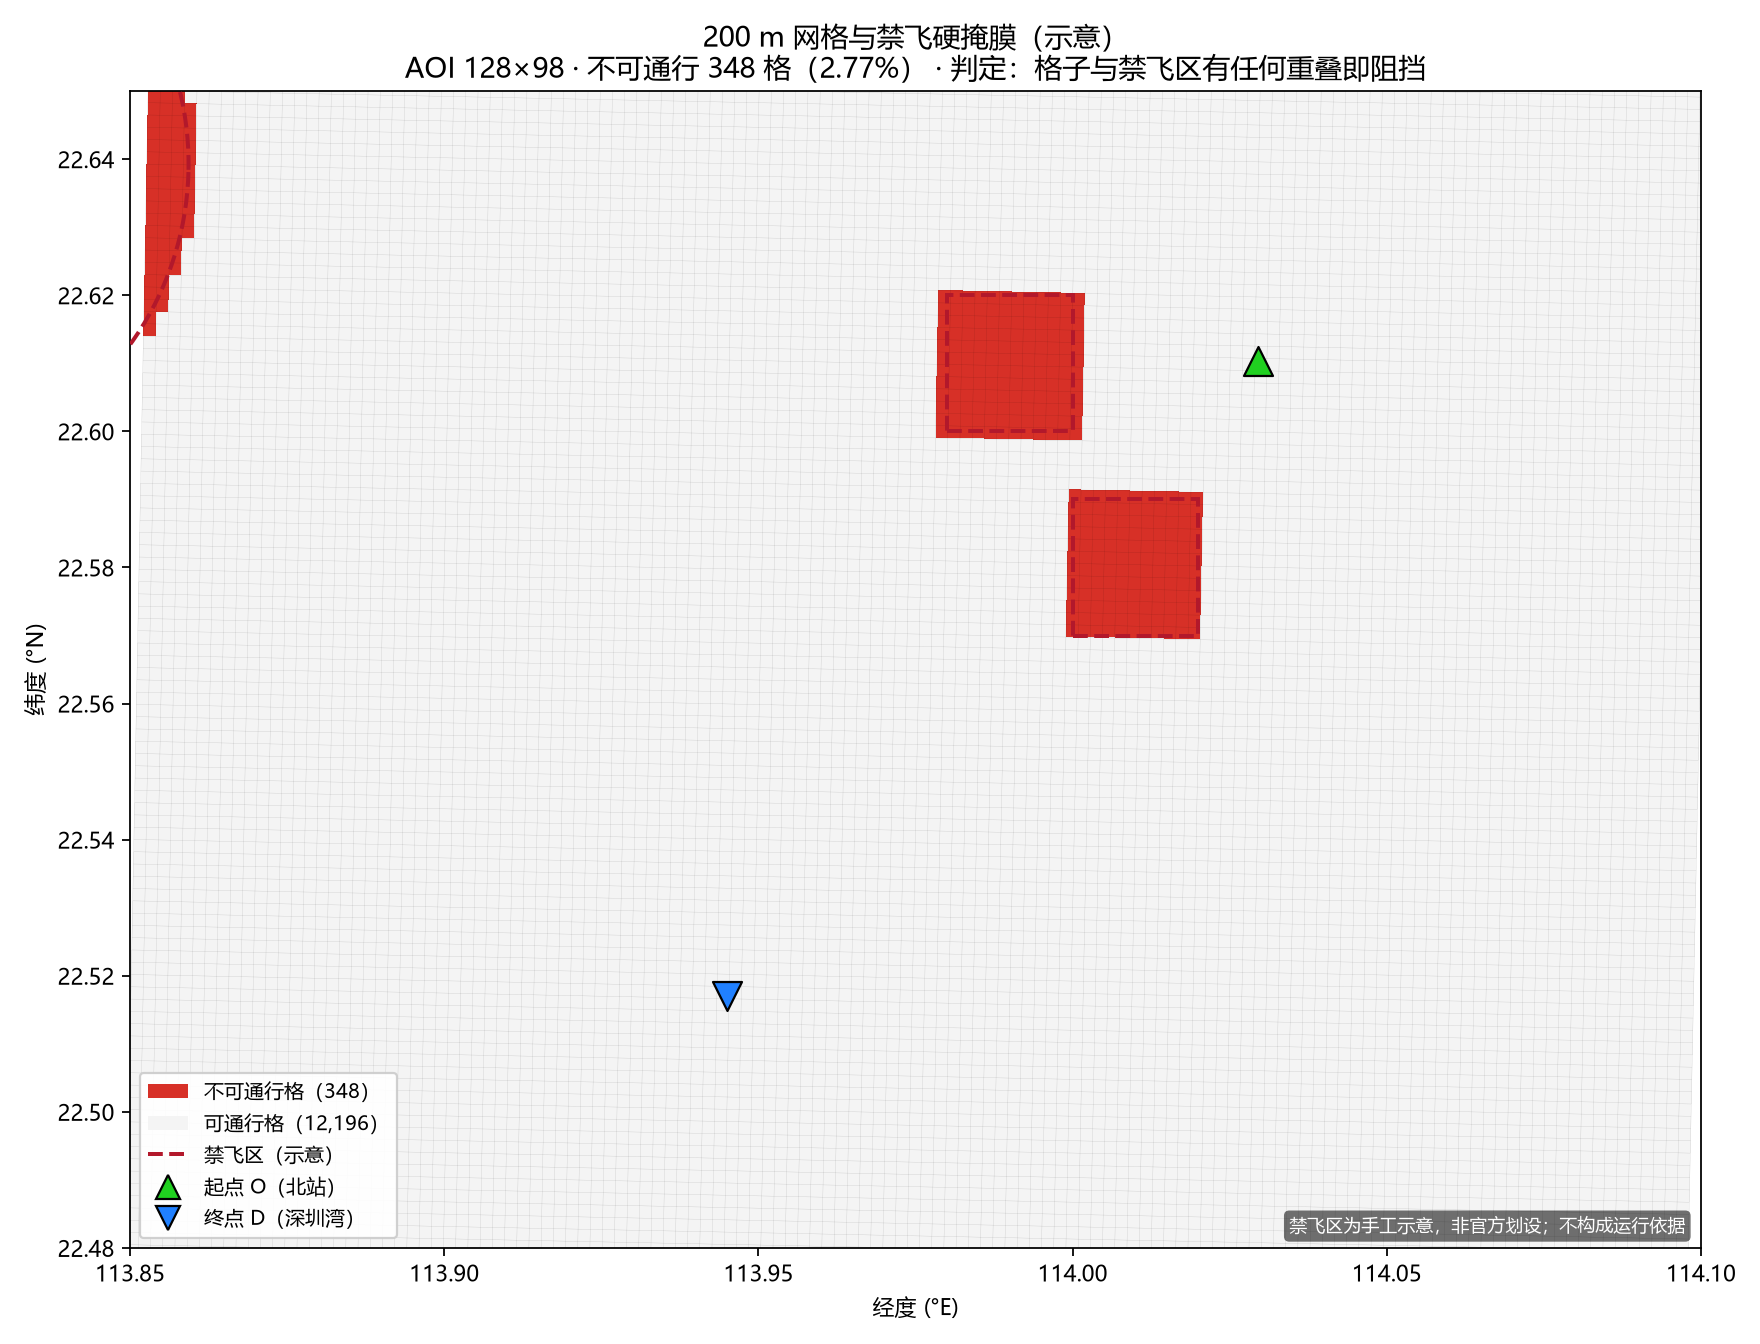 200 m 网格与禁飞硬掩膜（示意）
AOI 128×98 · 不可通行 348 格（2.77%） · 判定：格子与禁飞区有任何重叠即阻挡
纬度 (°N)
22.64
22.62
22.60
22.58
22.56
22.54
22.52
22.50
22.48
不可通行格（348）
可通行格（12,196）
禁飞区（示意）
起点 O（北站）
终点 D（深圳湾）
禁飞区为手工示意，非官方划设；不构成运行依据
113.85 113.90 113.95 114.00 114.05 114.10
经度 (°E)